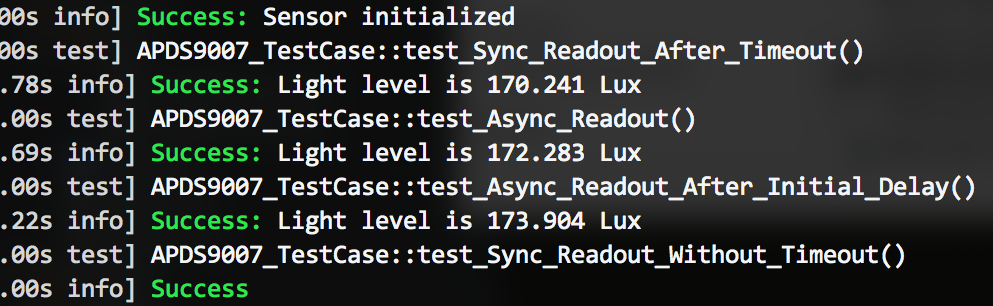 00s info] Success: Sensor initialized
00s test] APDS9007_TestCase::test_Sync_Readout_After_Timeout()
.78s info] Success: Light level is 170.241 Lux
.00s test] APDS9007_TestCase::test_Async_Readout()
.69s info] Success: Light level is 172.283 Lux
.00s test] APDS9007_TestCase::test_Async_Readout_After_Initial_Delay()
.22s info] Success: Light level is 173.904 Lux
.00s test] APDS9007_TestCase::test_Sync_Readout_Without_Timeout()
.00s info] Success